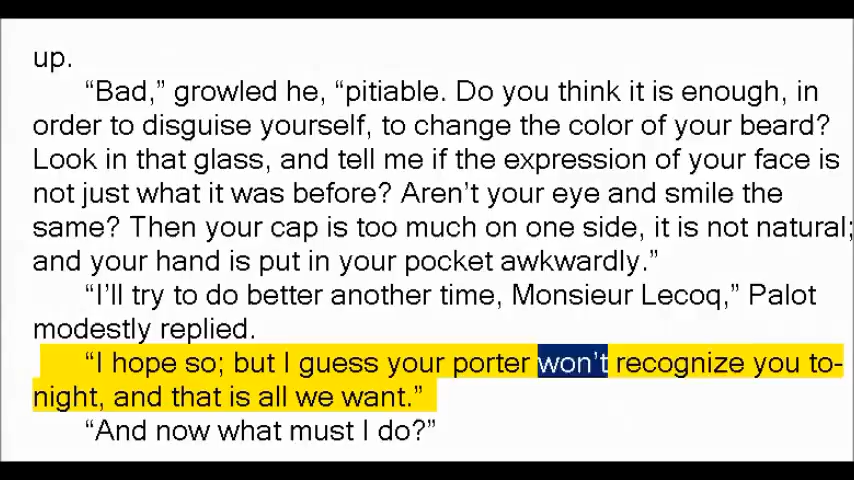 up.
“Bad,” growled he, “pitiable. Do you think it is enough, in
order to disguise yourself, to change the color of your beard?
Look in that glass, and tell me if the expression of your face is
not just what it was before? Aren’t your eye and smile the
same? Then your cap is too much on one side, it is not natural;
and your hand is put in your pocket awkwardly.”
“I’ll try to do better another time, Monsieur Lecoq,” Palot
modestly replied.
“I hope so; but I guess your porter won’t recognize you to-
night, and that is all we want.”
“And now what must I do?”